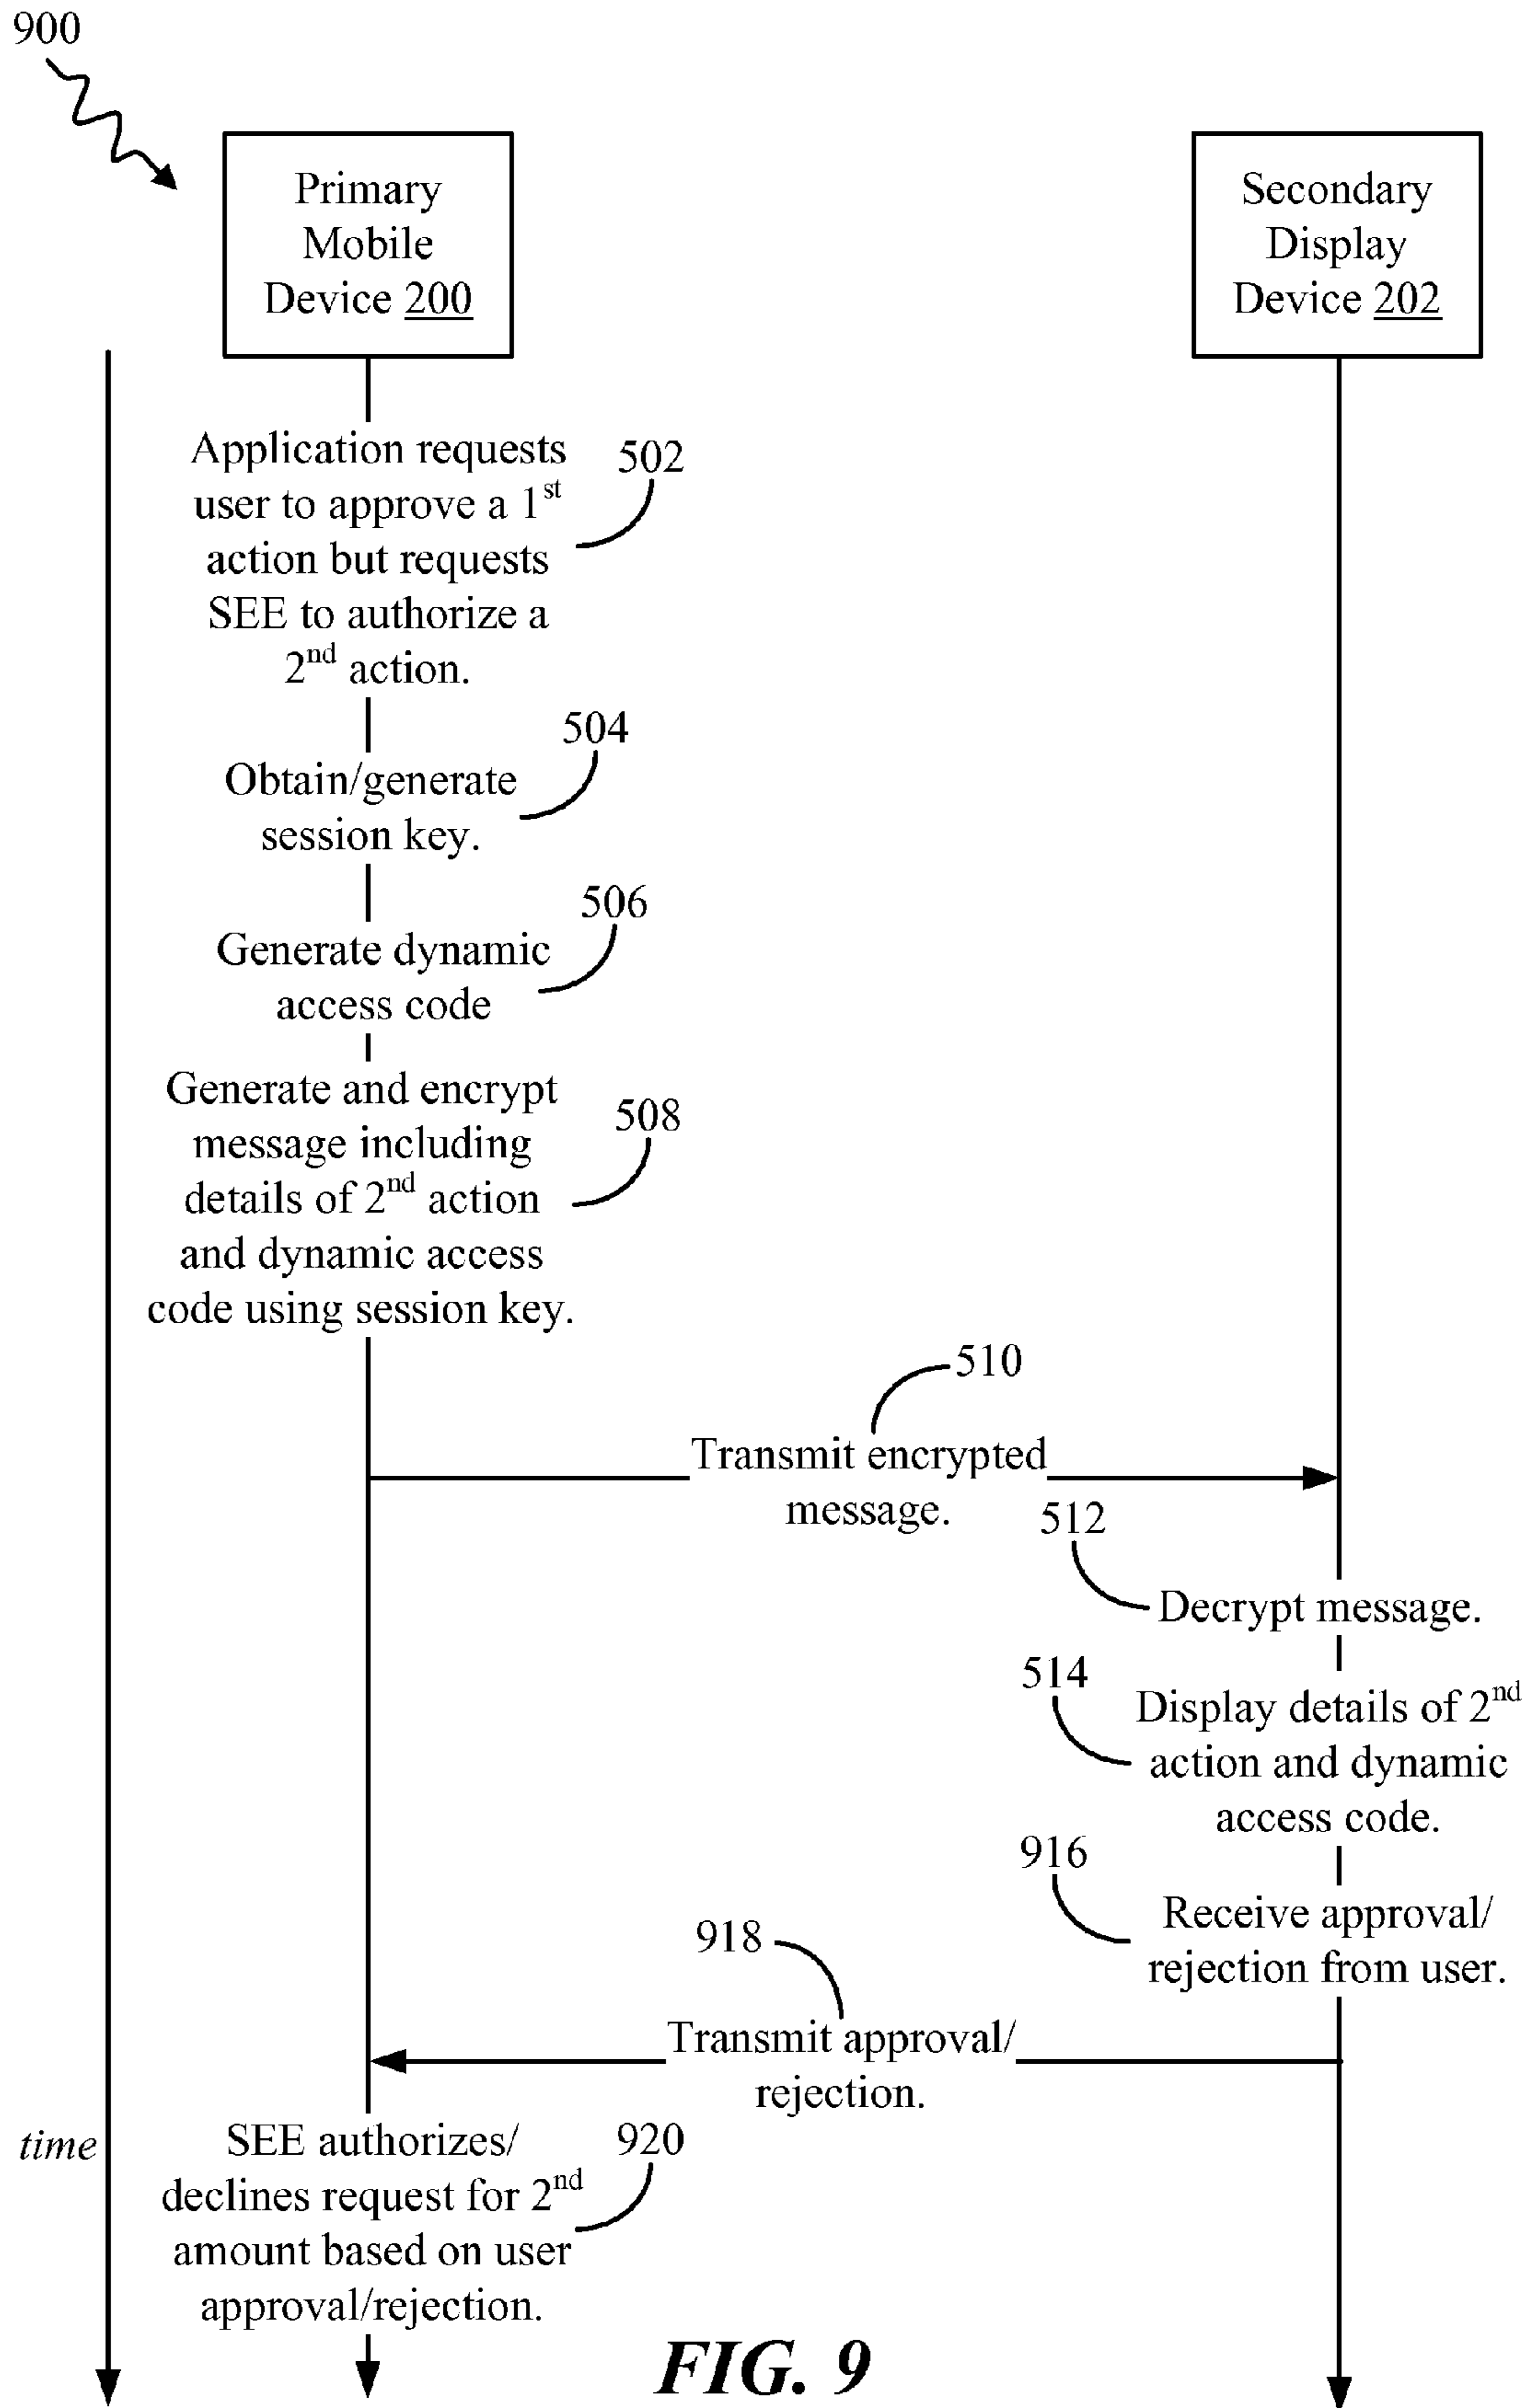 900
Primary
Mobile
Device 200
Secondary
Display
Device 202
Application requests
user to approve a 1st
action but requests
SEE to authorize a
2nd action.
502
Obtain/generate
session key.
504
Generate dynamic
access code
506
Generate and encrypt
message including
details of 2nd action
and dynamic access
code using session key.
508
510
Transmit encrypted
message.
512
Decrypt message.
514
Display details of 2nd
action and dynamic
access code.
916
Receive approval/
rejection from user.
918
Transmit approval/
rejection.
time
SEE authorizes/
declines request for 2nd
amount based on user
approval/rejection.
920
FIG. 9